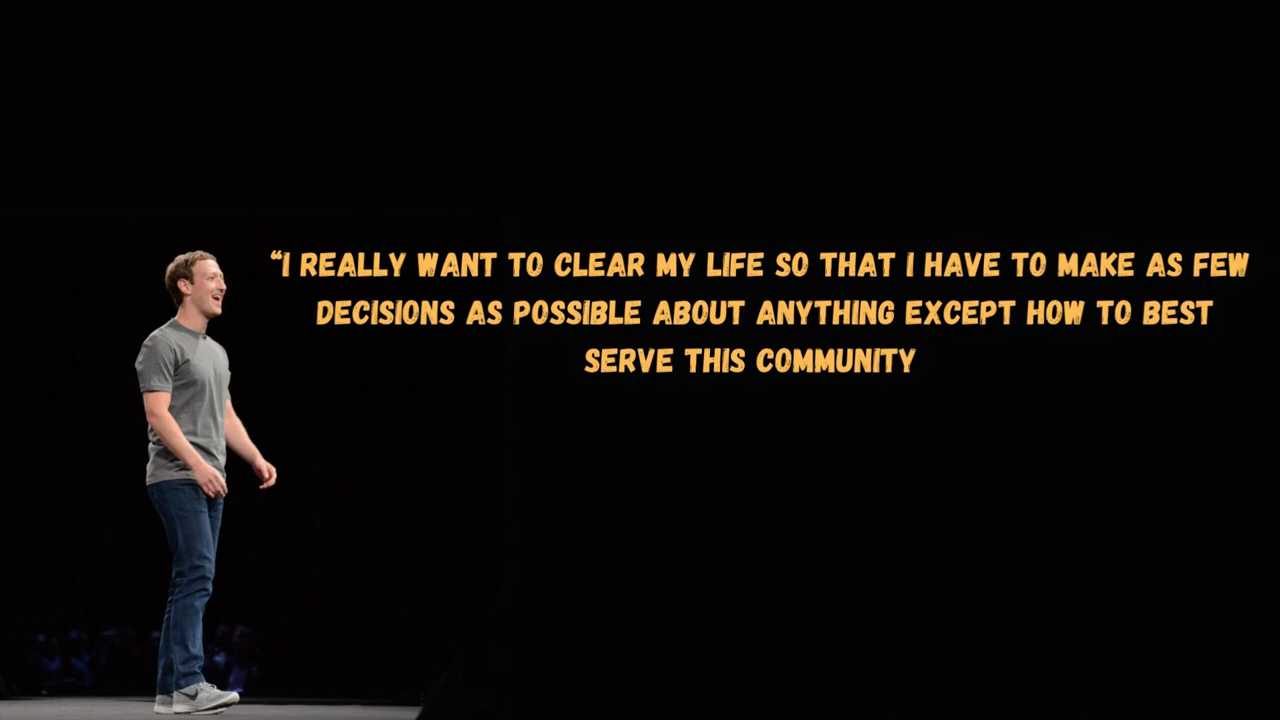 “I REALLY WANT TO CLEAR MY LIFE SO THAT I HAVE TO MAKE AS FEW
DECISIONS AS POSSIBLE ABOUT ANYTHING EXCEPT HOW TO BEST
SERVE THIS COMMUNITY